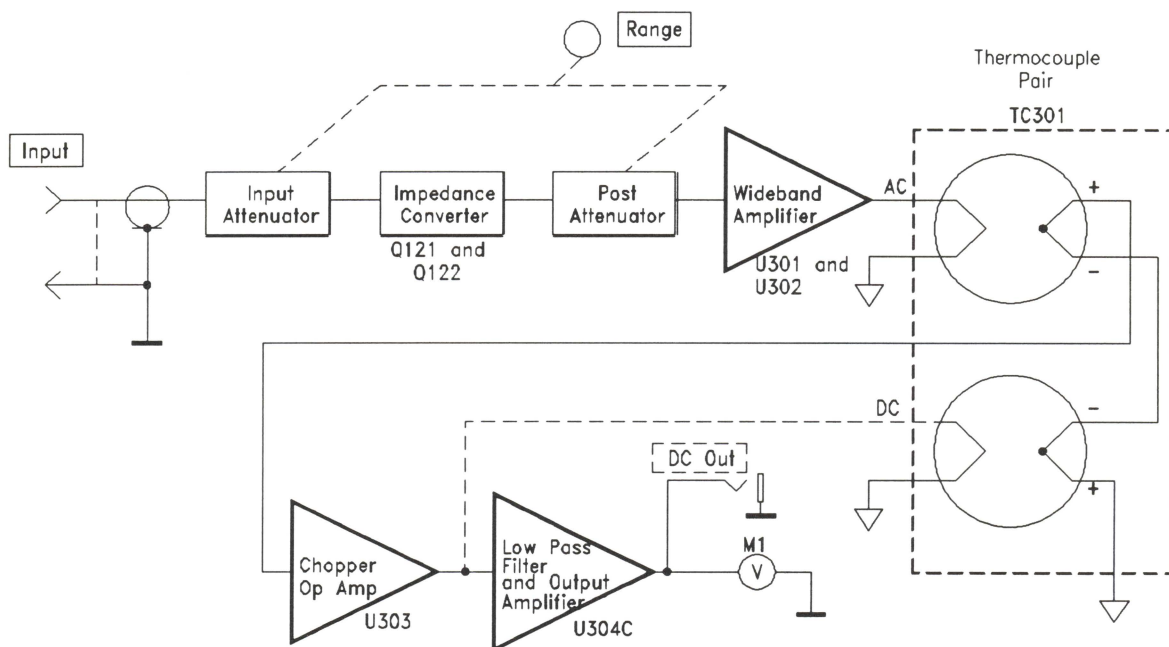 Range
Thermocouple
Pair
TC301
Input
Input
Attenuator
Impedance
Converter
Q121 and
Q122
Post
Attenuator
Wideband
Amplifier
U301 and
U302
AC
+
−
DC
−
+
DC Out
M1
V
Chopper
Op Amp
U303
Low Pass
Filter
and Output
Amplifier
U304C